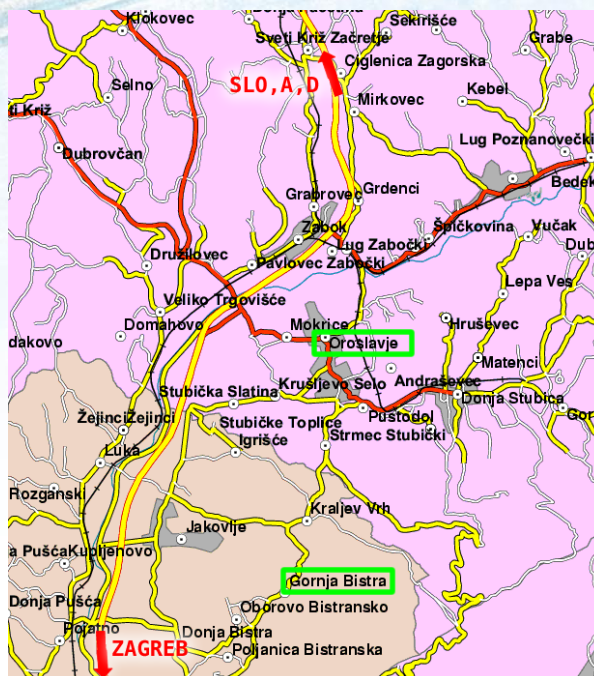 Klokovec
Sekirišće
Sveti Križ Začretje
Grabe
Ciglenica Zagorska
SLO,A,D
Selno
Kebel
Mirkovec
ti Križ
Lug Poznanovečki
Dubrovčan
Bedek
Grabrovec
Grdenci
Zabok
Špičkovina
Vučak
Lug Zabočki
Dub
Družilovec
Pavlovec Zabočki
Lepa Ves
Veliko Trgovišće
Domahovo
Mokrice
Hruševec
dakovo
Oroslavje
Matenci
Krušljevo Selo
Andraševec
Stubička Slatina
Donja Stubica
Žejinci
Žejinci
Stubičke Toplice
Pustodol
Gor
Igrišće
Strmec Stubički
Luka
Rozganski
Kraljev Vrh
Jakovlje
a Pušća
Kupljenovo
Gornja Bistra
Donja Pušća
Oborovo Bistransko
Pojatno
Donja Bistra
ZAGREB
Poljanica Bistranska